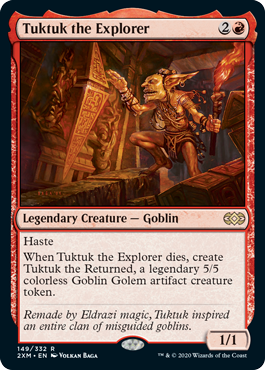 Tuktuk the Explorer 2
Legendary Creature — Goblin
Haste
When Tuktuk the Explorer dies, create
Tuktuk the Returned, a legendary 5/5
colorless Goblin Golem artifact creature
token.
Remade by Eldrazi magic, Tuktuk inspired
an entire clan of misguided goblins.
1/1
149/332 R
2XM • EN VOLKAN BAGA
™ & © 2020 Wizards of the Coast